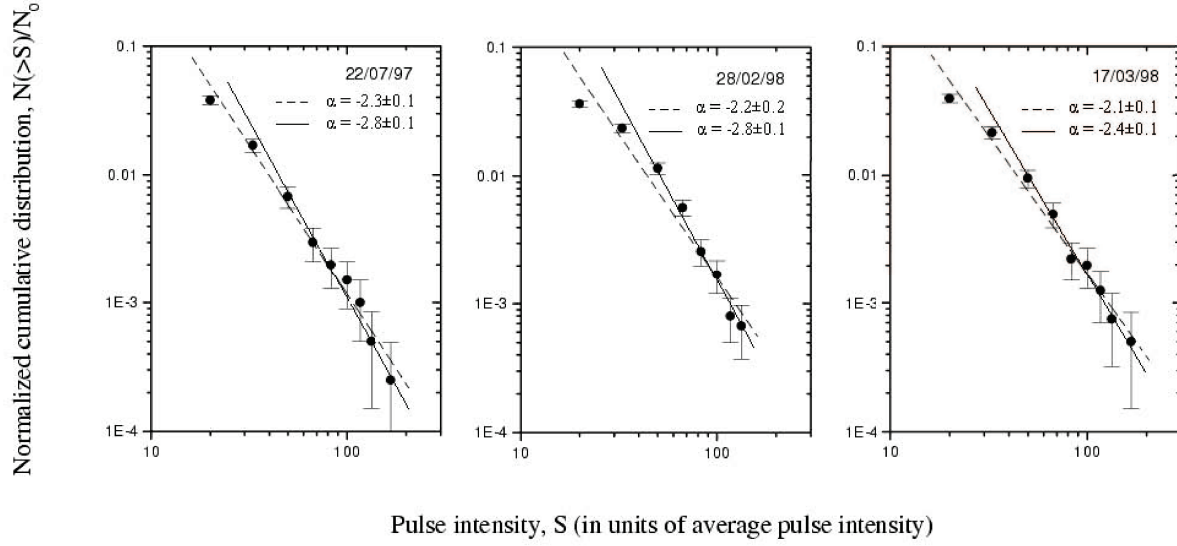 Normalized cumulative distribution, N(>S)/N₀
0.1
0.01
1E-3
1E-4
10
100
22/07/97
α = -2.3±0.1
α = -2.8±0.1
0.1
0.01
1E-3
1E-4
10
100
28/02/98
α = -2.2±0.2
α = -2.8±0.1
0.1
0.01
1E-3
1E-4
10
100
17/03/98
α = -2.1±0.1
α = -2.4±0.1
Pulse intensity, S (in units of average pulse intensity)